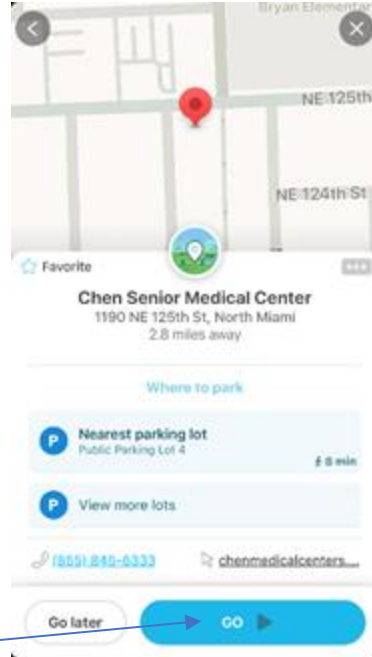 Bryan Elementar
NE 125th
NE 124th St
Favorite
Chen Senior Medical Center
1190 NE 125th St, North Miami
2.8 miles away
Where to park
P
Nearest parking lot
Public Parking Lot 4
8 min
P
View more lots
(855) 845-6333
chenmedicalcenters....
Go later
GO